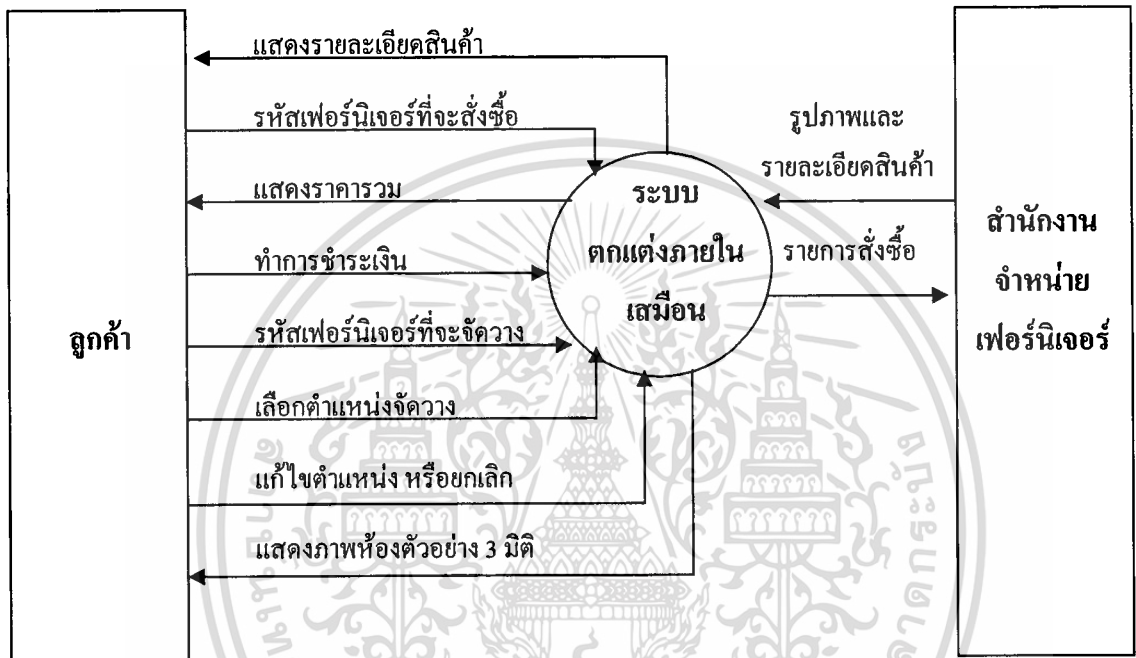 แสดงรายละเอียดสินค้า
รหัสเฟอร์นิเจอร์ที่จะสั่งซื้อ
แสดงราคารวม
ทำการชำระเงิน
รหัสเฟอร์นิเจอร์ที่จะจัดวาง
เลือกตำแหน่งจัดวาง
แก้ไขตำแหน่ง หรือยกเลิก
แสดงภาพห้องตัวอย่าง 3 มิติ
ลูกค้า
ระบบ
ตกแต่งภายใน
เสมือน
รูปภาพและ
รายละเอียดสินค้า
รายการสั่งซื้อ
สำนักงาน
จำหน่าย
เฟอร์นิเจอร์